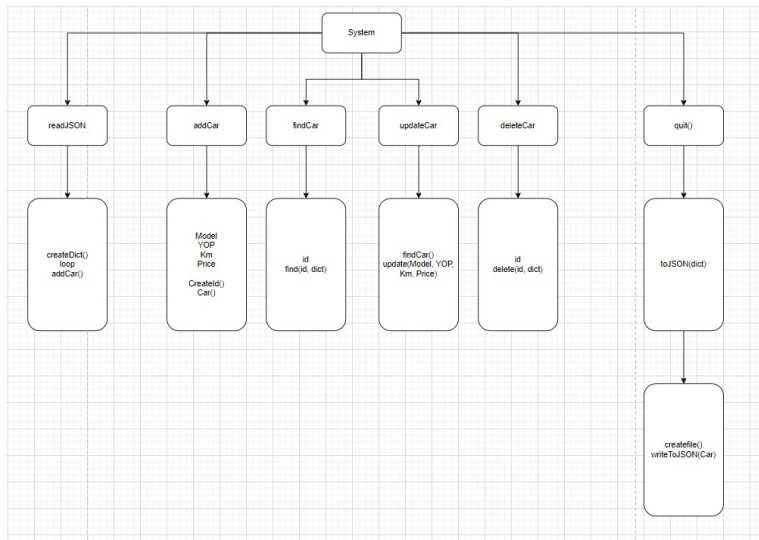 System
readJSON
addCar
findCar
updateCar
deleteCar
quit()
createDict()
loop
addCar()
Model
YOP
Km
Price
CreateId()
Car()
id
find(id, dict)
findCar()
update(Model, YOP,
Km, Price)
id
delete(id, dict)
toJSON(dict)
createfile()
writeToJSON(Car)